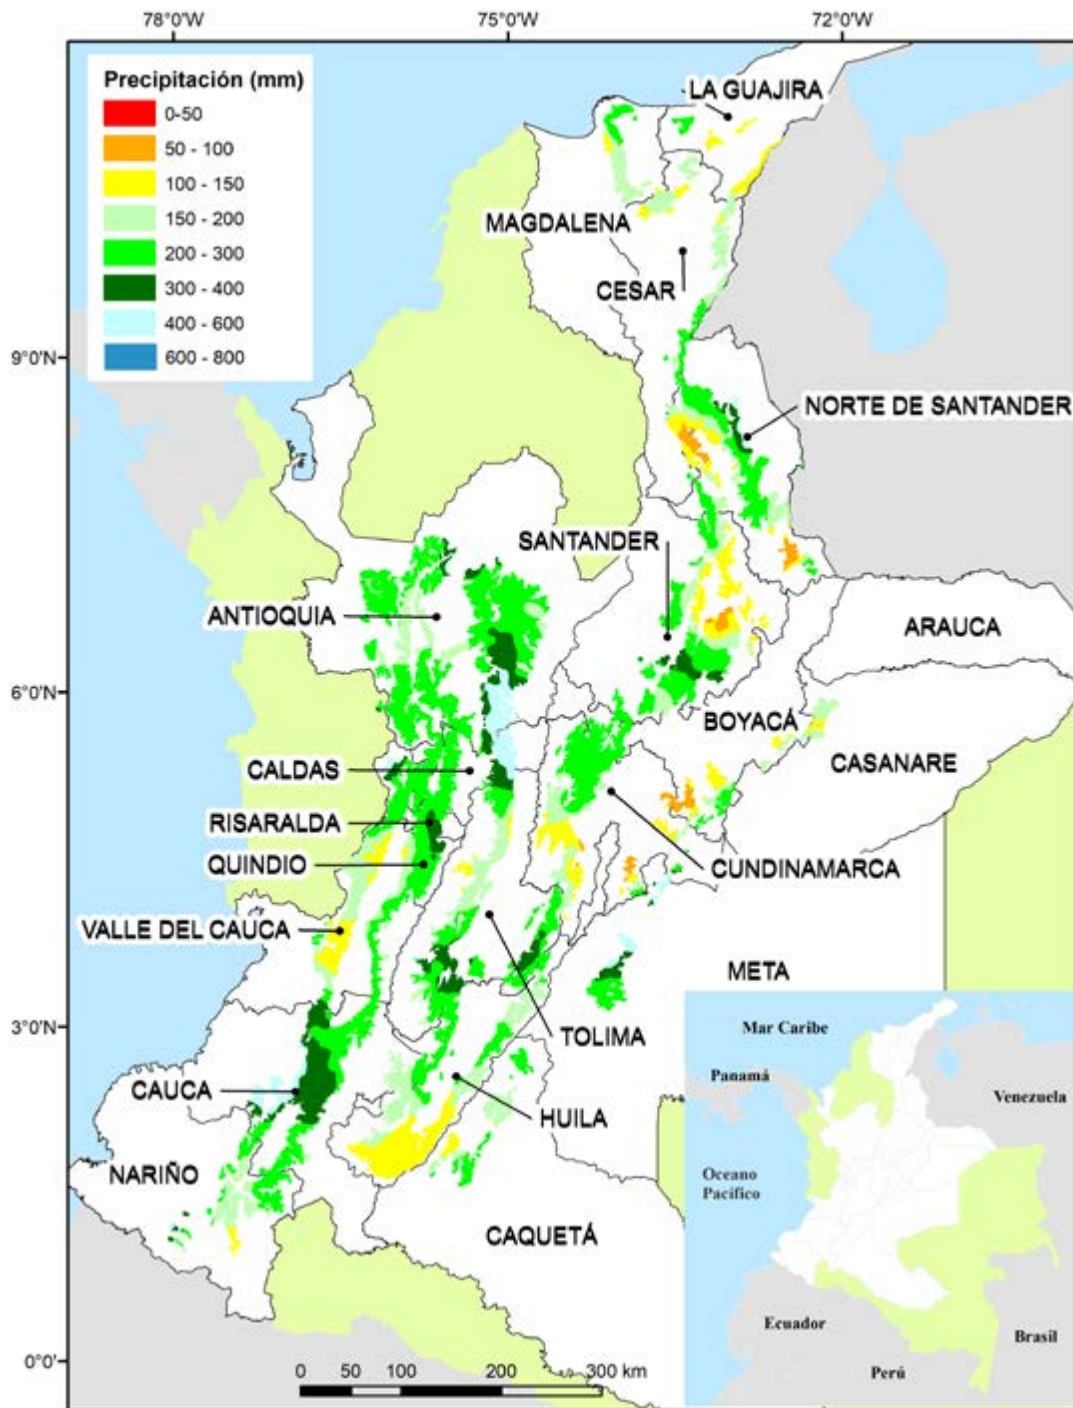 78°0'W
75°0'W
72°0'W
Precipitación (mm)
0-50
50 - 100
100 - 150
150 - 200
200 - 300
300 - 400
400 - 600
600 - 800
LA GUAJIRA
MAGDALENA
CESAR
9°0'N
NORTE DE SANTANDER
SANTANDER
ANTIOQUIA
ARAUCA
6°0'N
BOYACÁ
CASANARE
CALDAS
RISARALDA
QUINDIO
CUNDINAMARCA
VALLE DEL CAUCA
META
3°0'N
TOLIMA
CAUCA
HUILA
NARIÑO
CAQUETÁ
0°0'
0 50 100 200 300 km
Mar Caribe
Panamá
Venezuela
Oceano
Pacífico
Ecuador
Brasil
Perú